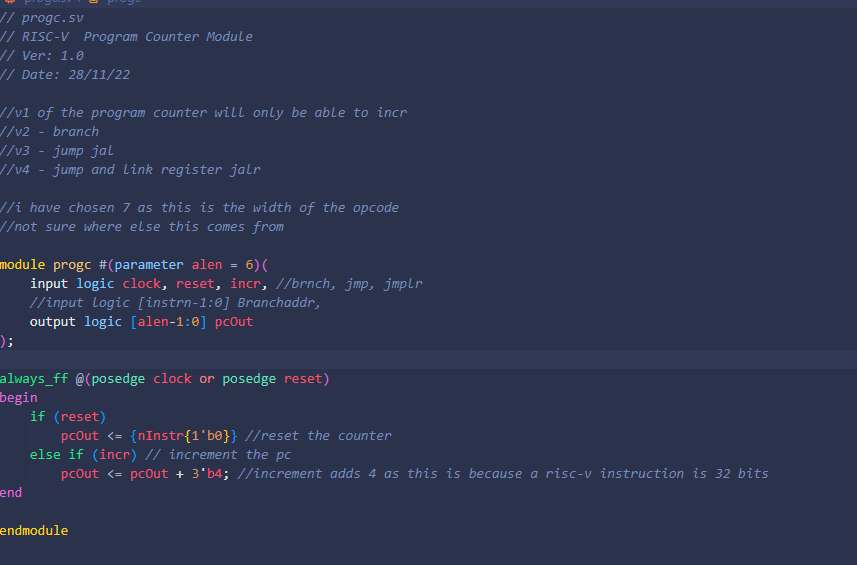 // progc.sv
// RISC-V  Program Counter Module
// Ver: 1.0
// Date: 28/11/22
//v1 of the program counter will only be able to incr
//v2 - branch
//v3 - jump jal
//v4 - jump and link register jalr
//i have chosen 7 as this is the width of the opcode
//not sure where else this comes from
module progc #(parameter alen = 6)(
    input logic clock, reset, incr, //brnch, jmp, jmplr
    //input logic [instrn-1:0] Branchaddr,
    output logic [alen-1:0] pcOut
);
always_ff @(posedge clock or posedge reset)
begin
    if (reset)
        pcOut <= {nInstr{1'b0}} //reset the counter
    else if (incr) // increment the pc
        pcOut <= pcOut + 3'b4; //increment adds 4 as this is because a risc-v instruction is 32 bits
end
endmodule